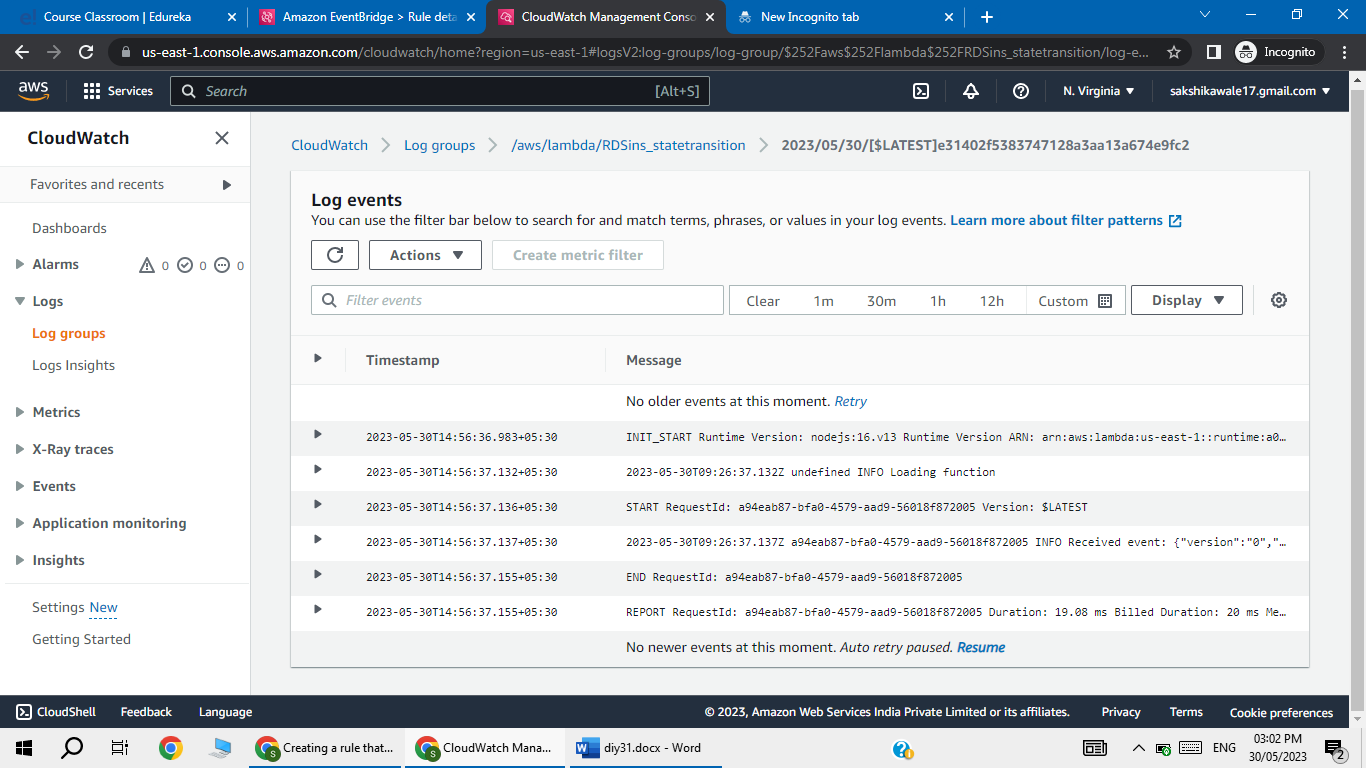 Course Classroom | Edureka
Amazon EventBridge > Rule deta
CloudWatch Management Conso
New Incognito tab
us-east-1.console.aws.amazon.com/cloudwatch/home?region=us-east-1#logsV2:log-groups/log-group/$252Faws$252Flambda$252FRDSins_statetransition/log-e...
Incognito
aws
Services
Search
[Alt+S]
N. Virginia
sakshikawale17.gmail.com
CloudWatch
CloudWatch
Log groups
/aws/lambda/RDSins_statetransition
2023/05/30/[$LATEST]e31402f5383747128a3aa13a674e9fc2
Favorites and recents
Dashboards
Alarms
0
0
0
Logs
Log groups
Logs Insights
Metrics
X-Ray traces
Events
Application monitoring
Insights
Settings New
Getting Started
Log events
You can use the filter bar below to search for and match terms, phrases, or values in your log events. Learn more about filter patterns
Actions
Create metric filter
Filter events
Clear
1m
30m
1h
12h
Custom
Display
Timestamp
Message
No older events at this moment. Retry
2023-05-30T14:56:36.983+05:30 INIT_START Runtime Version: nodejs:16.v13 Runtime Version ARN: arn:aws:lambda:us-east-1::runtime:a0…
2023-05-30T14:56:37.132+05:30 2023-05-30T09:26:37.132Z undefined INFO Loading function
2023-05-30T14:56:37.136+05:30 START RequestId: a94eab87-bfa0-4579-aad9-56018f872005 Version: $LATEST
2023-05-30T14:56:37.137+05:30 2023-05-30T09:26:37.137Z a94eab87-bfa0-4579-aad9-56018f872005 INFO Received event: {"version":"0","…
2023-05-30T14:56:37.155+05:30 END RequestId: a94eab87-bfa0-4579-aad9-56018f872005
2023-05-30T14:56:37.155+05:30 REPORT RequestId: a94eab87-bfa0-4579-aad9-56018f872005 Duration: 19.08 ms Billed Duration: 20 ms Me…
No newer events at this moment. Auto retry paused. Resume
CloudShell
Feedback
Language
© 2023, Amazon Web Services India Private Limited or its affiliates.
Privacy
Terms
Cookie preferences
S
Creating a rule that...
S
CloudWatch Mana...
diy31.docx - Word
ENG
03:02 PM
30/05/2023
2